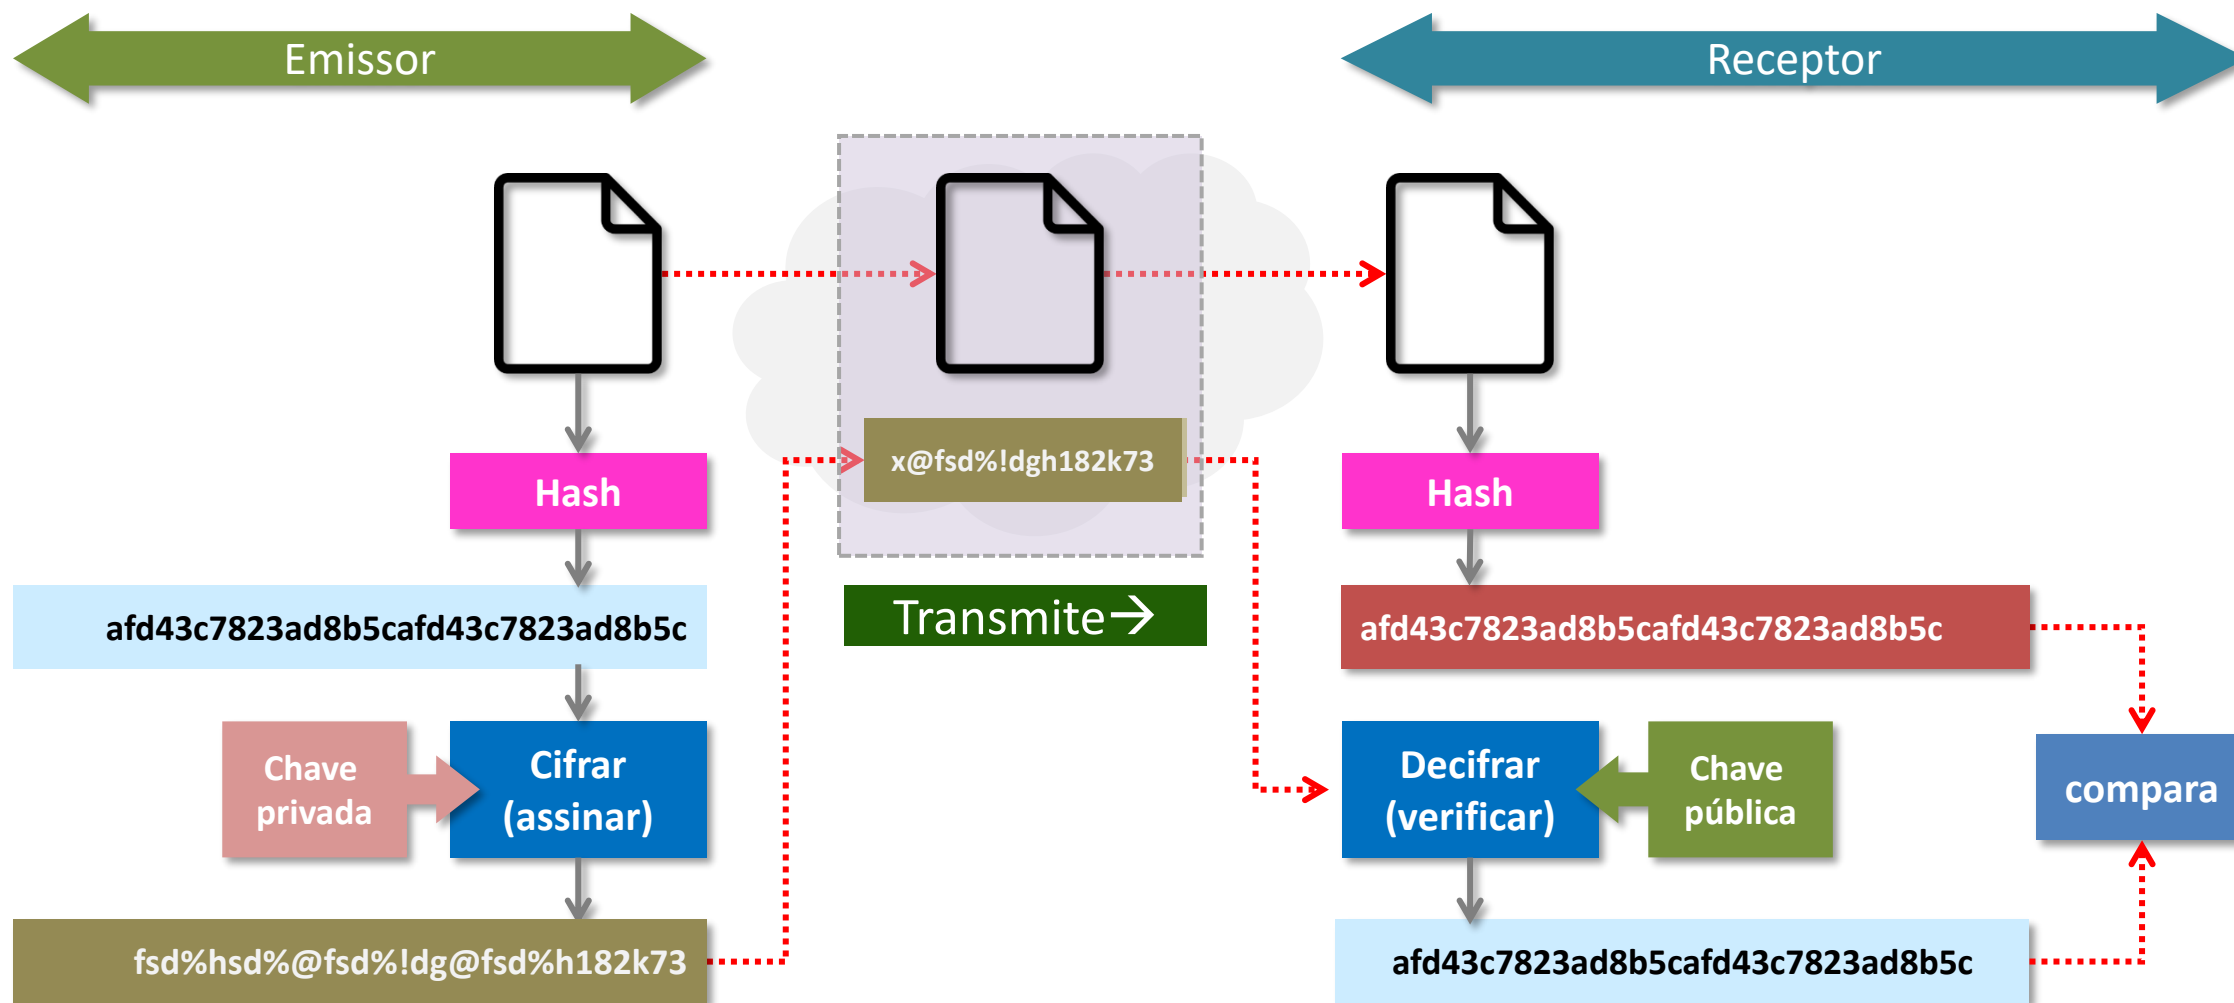 Emissor
Receptor
x@fsd%!dgh182k73
Hash
Hash
afd43c7823ad8b5cafd43c7823ad8b5c
Transmite→
afd43c7823ad8b5cafd43c7823ad8b5c
Chave
privada
Cifrar
(assinar)
Decifrar
(verificar)
Chave
pública
compara
fsd%hsd%@fsd%!dg@fsd%h182k73
afd43c7823ad8b5cafd43c7823ad8b5c